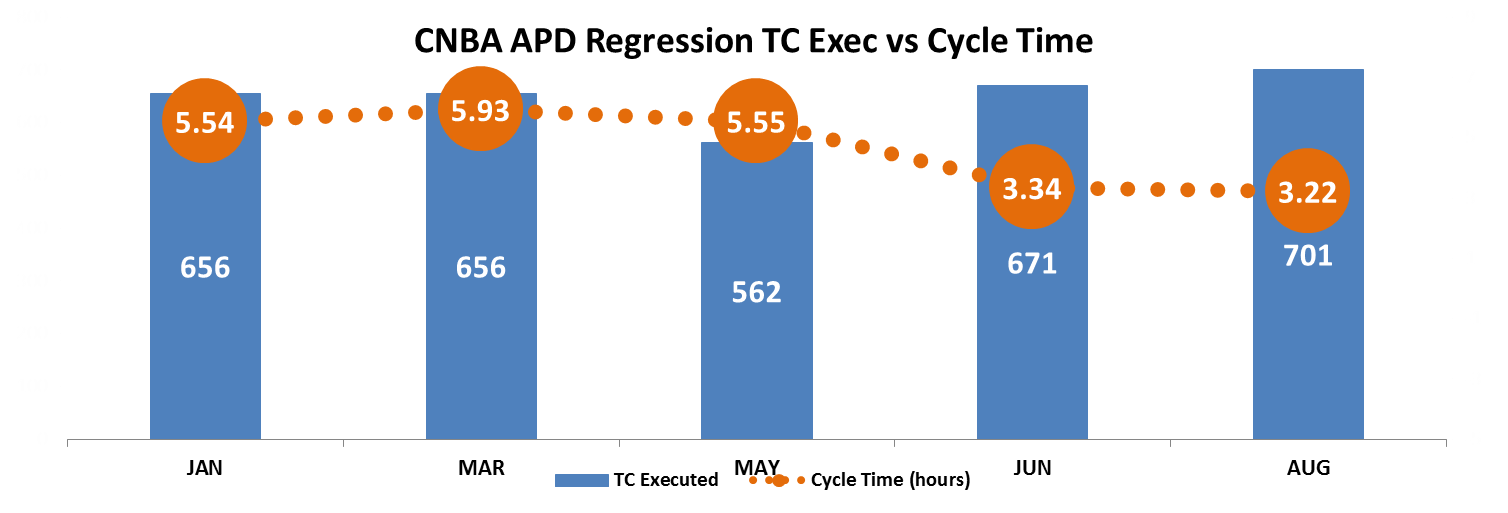 CNBA APD Regression TC Exec vs Cycle Time
5.54 5.93 5.55 3.34 3.22
656 656 562 671 701
JAN MAR MAY JUN AUG
TC Executed Cycle Time (hours)